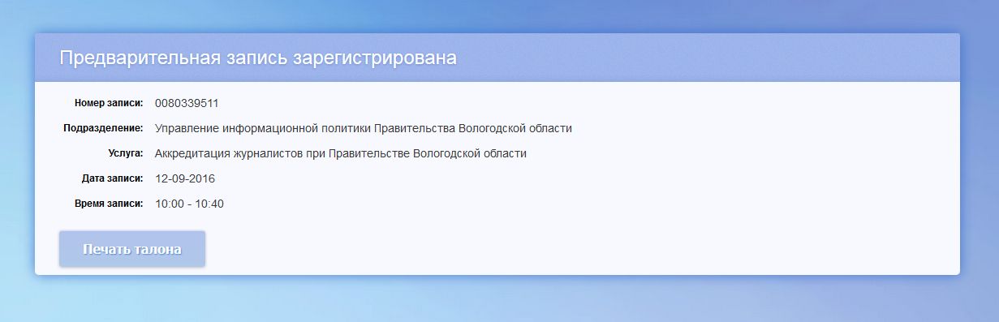 Предварительная запись зарегистрирована
Номер записи: 0080339511
Подразделение: Управление информационной политики Правительства Вологодской области
Услуга: Аккредитация журналистов при Правительстве Вологодской области
Дата записи: 12-09-2016
Время записи: 10:00 - 10:40
Печать талона